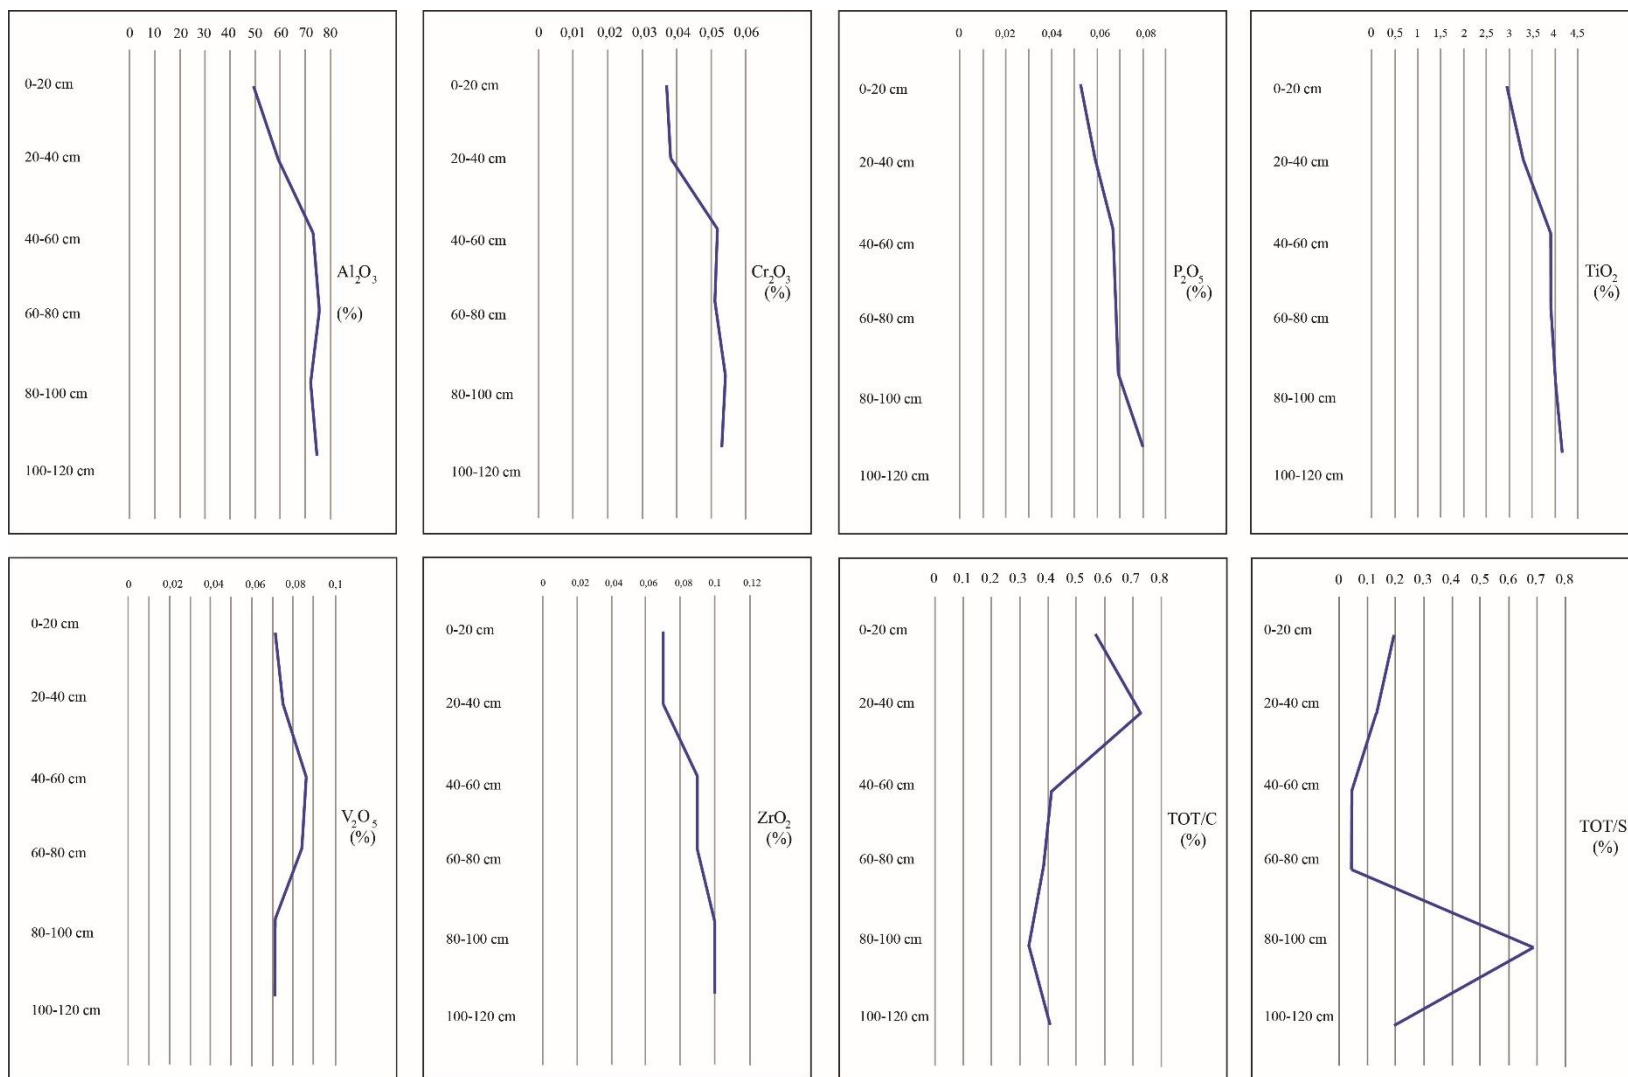 0 10 20 30 40 50 60 70 80
0-20 cm
20-40 cm
40-60 cm
Al₂O₃
(%)
60-80 cm
80-100 cm
100-120 cm
0 0,01 0,02 0,03 0,04 0,05 0,06
0-20 cm
20-40 cm
40-60 cm
Cr₂O₃
(%)
60-80 cm
80-100 cm
100-120 cm
0 0,02 0,04 0,06 0,08
0-20 cm
20-40 cm
40-60 cm
P₂O₅
(%)
60-80 cm
80-100 cm
100-120 cm
0 0,5 1 1,5 2 2,5 3 3,5 4 4,5
0-20 cm
20-40 cm
40-60 cm
TiO₂
(%)
60-80 cm
80-100 cm
100-120 cm
0 0,02 0,04 0,06 0,08 0,1
0-20 cm
20-40 cm
40-60 cm
V₂O₅
(%)
60-80 cm
80-100 cm
100-120 cm
0 0,02 0,04 0,06 0,08 0,1 0,12
0-20 cm
20-40 cm
40-60 cm
ZrO₂
(%)
60-80 cm
80-100 cm
100-120 cm
0 0.1 0.2 0.3 0.4 0.5 0.6 0.7 0.8
0-20 cm
20-40 cm
40-60 cm
TOT/C
(%)
60-80 cm
80-100 cm
100-120 cm
0 0,1 0,2 0,3 0,4 0,5 0,6 0,7 0,8
0-20 cm
20-40 cm
40-60 cm
TOT/S
(%)
60-80 cm
80-100 cm
100-120 cm